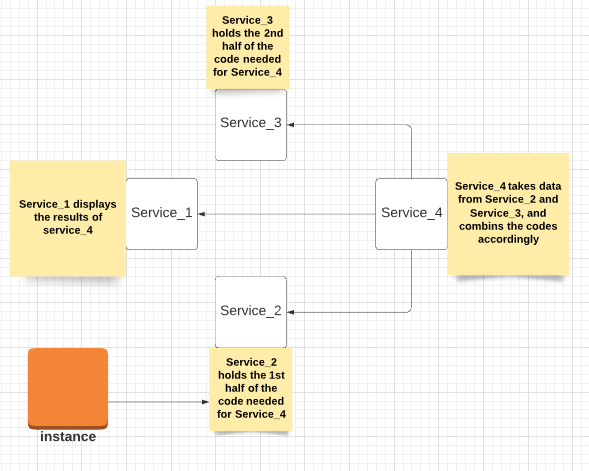 Service_3
holds the 2nd
half of the
code needed
for Service_4
Service_3
Service_1 displays
the results of
service_4
Service_1
Service_4
Service_4 takes data
from Service_2 and
Service_3, and
combines the codes
accordingly
Service_2
Service_2
holds the 1st
half of the
code needed
for Service_4
instance